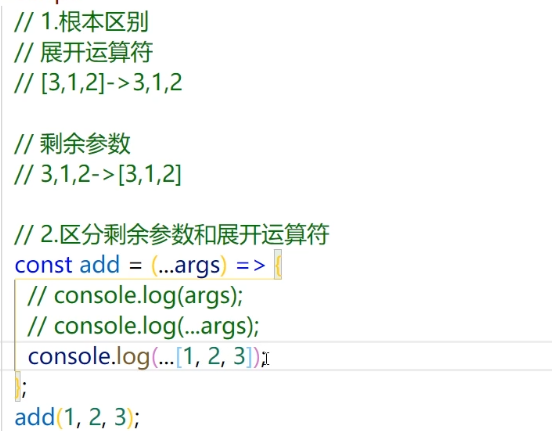 // 1.根本区别
// 展开运算符
// [3,1,2]->3,1,2
// 剩余参数
// 3,1,2->[3,1,2]
// 2.区分剩余参数和展开运算符
const add = (...args) => {
// console.log(args);
// console.log(...args);
console.log(...[1, 2, 3]);
};
add(1, 2, 3);